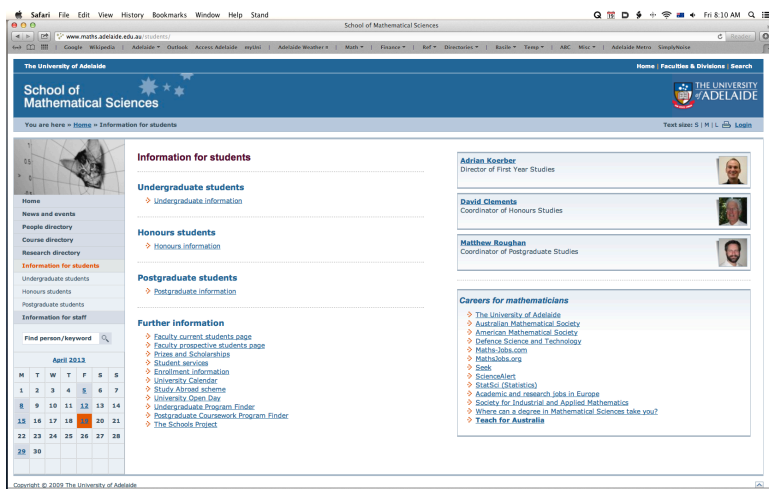 Safari File Edit View History Bookmarks Window Help Stand
Fri 8:10 AM
School of Mathematical Sciences
www.maths.adelaide.edu.au/students/
Reader
Google Wikipedia Adelaide Outlook Access Adelaide myUni Adelaide Weather Math Finance Ref Directories Basile Temp ABC Misc Adelaide Metro SimplyNoise
The University of Adelaide
Home | Faculties & Divisions | Search
School of
Mathematical Sciences
THE UNIVERSITY
of ADELAIDE
You are here » Home » Information for students
Text size: S | M | L Login
Home
News and events
People directory
Course directory
Research directory
Information for students
Undergraduate students
Honours students
Postgraduate students
Information for staff
Find person/keyword
April 2013
M T W T F S S
1 2 3 4 5 6 7
8 9 10 11 12 13 14
15 16 17 18 19 20 21
22 23 24 25 26 27 28
29 30
Information for students
Undergraduate students
Undergraduate information
Honours students
Honours information
Postgraduate students
Postgraduate information
Further information
Faculty current students page
Faculty prospective students page
Prizes and Scholarships
Student services
Enrollment information
University Calendar
Study Abroad scheme
University Open Day
Undergraduate Program Finder
Postgraduate Coursework Program Finder
The Schools Project
Adrian Koerber
Director of First Year Studies
David Clements
Coordinator of Honours Studies
Matthew Roughan
Coordinator of Postgraduate Studies
Careers for mathematicians
The University of Adelaide
Australian Mathematical Society
American Mathematical Society
Defence Science and Technology
Maths-Jobs.com
MathsJobs.org
Seek
ScienceAlert
StatSci (Statistics)
Academic and research jobs in Europe
Society for Industrial and Applied Mathematics
Where can a degree in Mathematical Sciences take you?
Teach for Australia
Copyright © 2009 The University of Adelaide